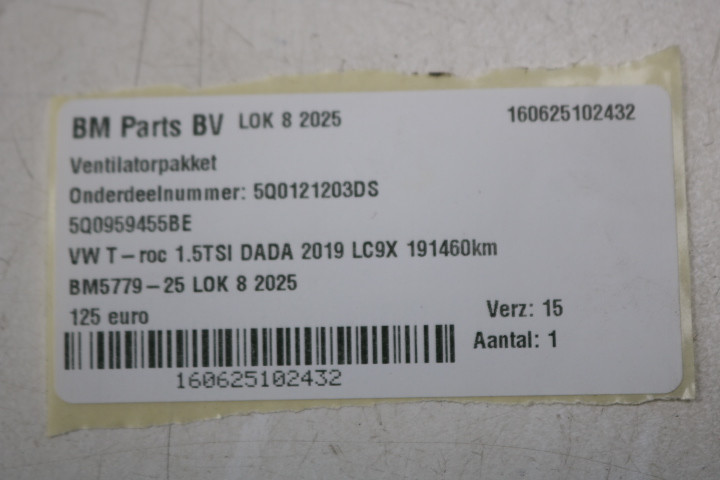 BM Parts BV LOK 8 2025 160625102432
Ventilatorpakket
Onderdeelnummer: 5Q0121203DS
5Q0959455BE
VW T-roc 1.5TSI DADA 2019 LC9X 191460km
BM5779-25 LOK 8 2025
125 euro Verz: 15
Aantal: 1
160625102432